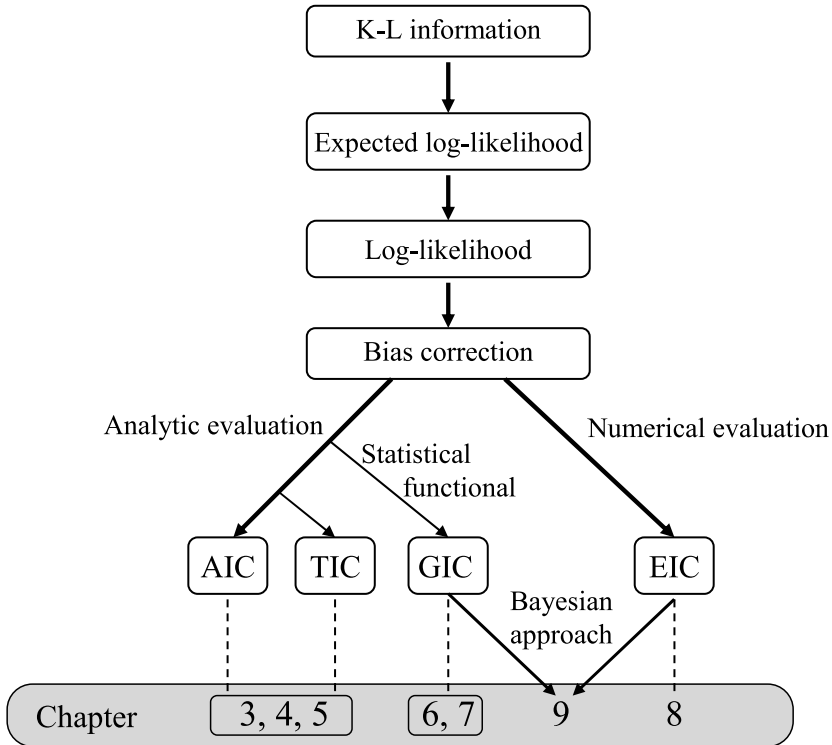 K-L information
Expected log-likelihood
Log-likelihood
Bias correction
Analytic evaluation
Numerical evaluation
Statistical
functional
AIC
TIC
GIC
EIC
Bayesian
approach
Chapter
3, 4, 5
6, 7
9
8